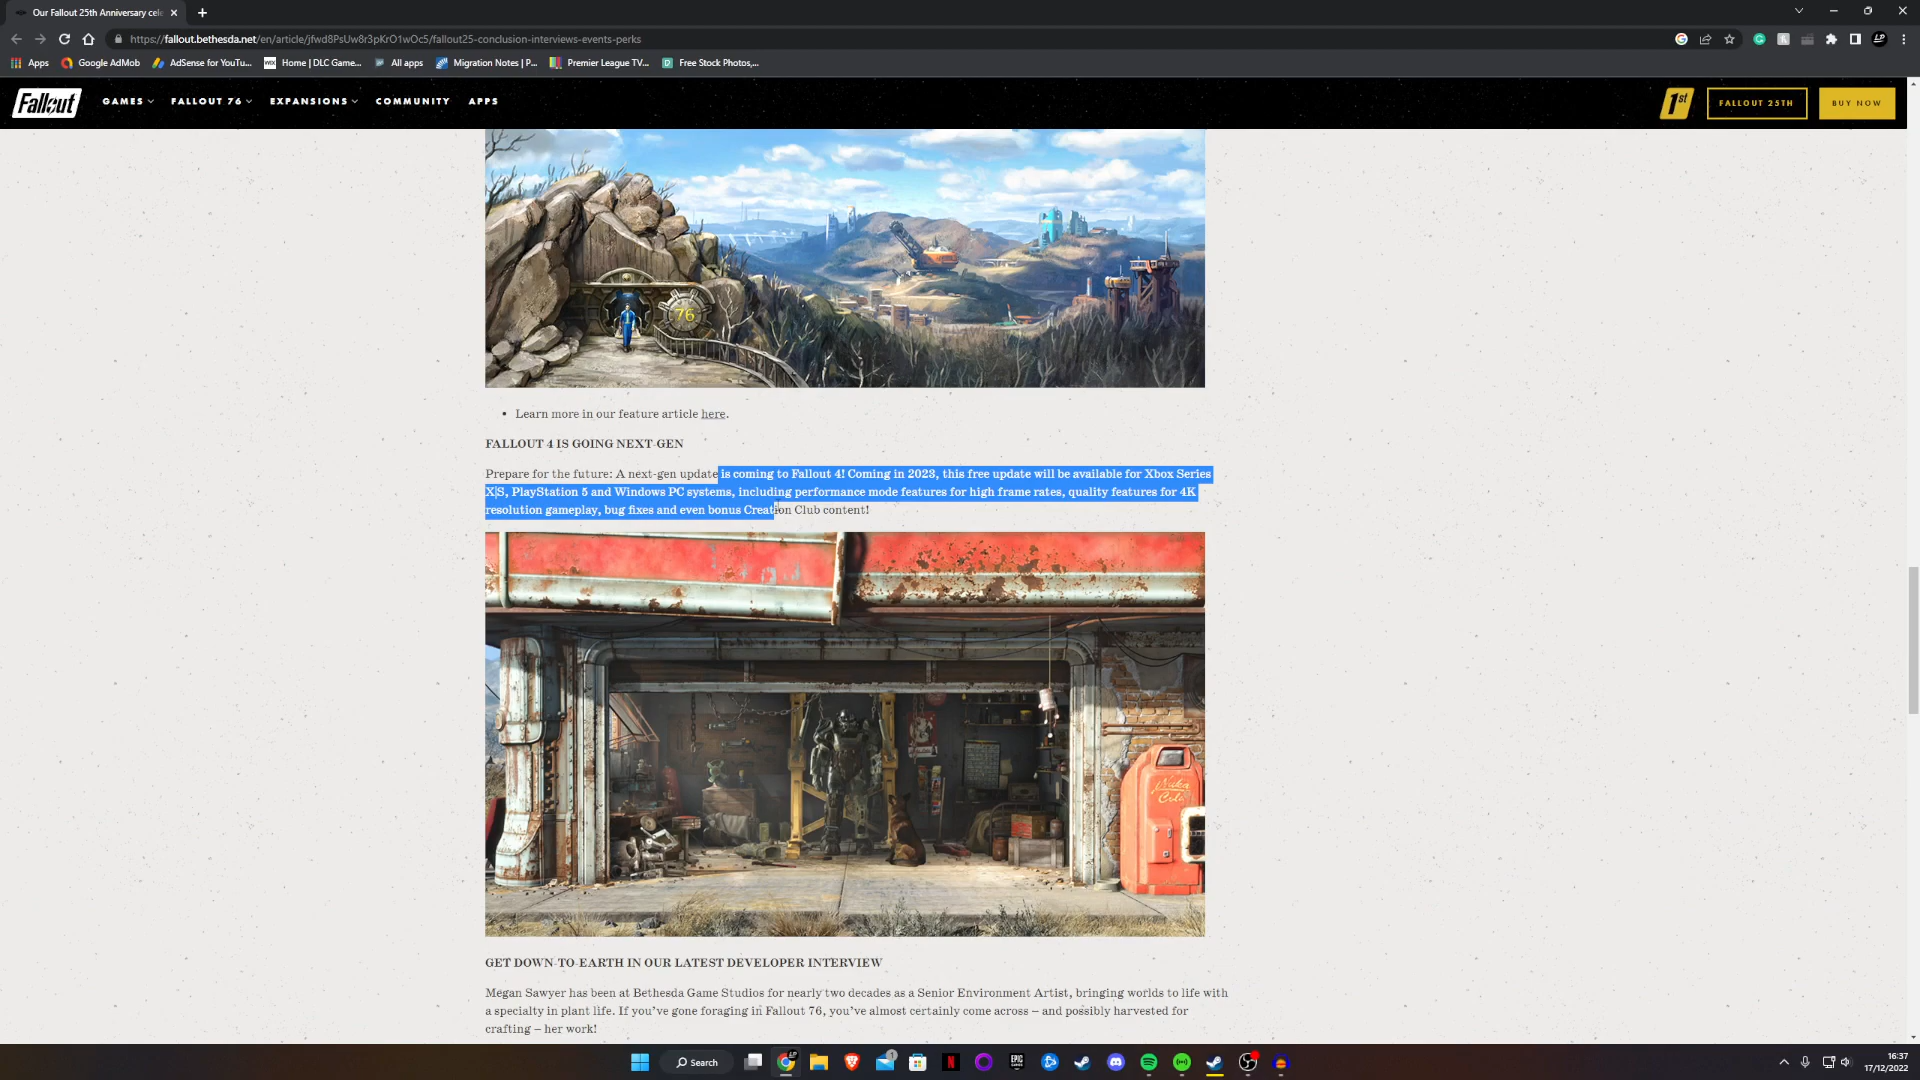 Our Fallout 25th Anniversary cele
https://fallout.bethesda.net/en/article/jfwd8PsUw8r3pKrO1wOc5/fallout25-conclusion-interviews-events-perks
Apps
Google AdMob
AdSense for YouTu...
Home | DLC Game...
All apps
Migration Notes | P...
Premier League TV...
Free Stock Photos,...
Fallout
GAMES
FALLOUT 76
EXPANSIONS
COMMUNITY
APPS
1st
FALLOUT 25TH
BUY NOW
76
• Learn more in our feature article here.
FALLOUT 4 IS GOING NEXT-GEN
Prepare for the future: A next-gen update is coming to Fallout 4! Coming in 2023, this free update will be available for Xbox Series
X|S, PlayStation 5 and Windows PC systems, including performance mode features for high frame rates, quality features for 4K
resolution gameplay, bug fixes and even bonus Creation Club content!
Nuka
Cola
GET DOWN-TO-EARTH IN OUR LATEST DEVELOPER INTERVIEW
Megan Sawyer has been at Bethesda Game Studios for nearly two decades as a Senior Environment Artist, bringing worlds to life with
a specialty in plant life. If you've gone foraging in Fallout 76, you've almost certainly come across – and possibly harvested for
crafting – her work!
Search
16:37
17/12/2022